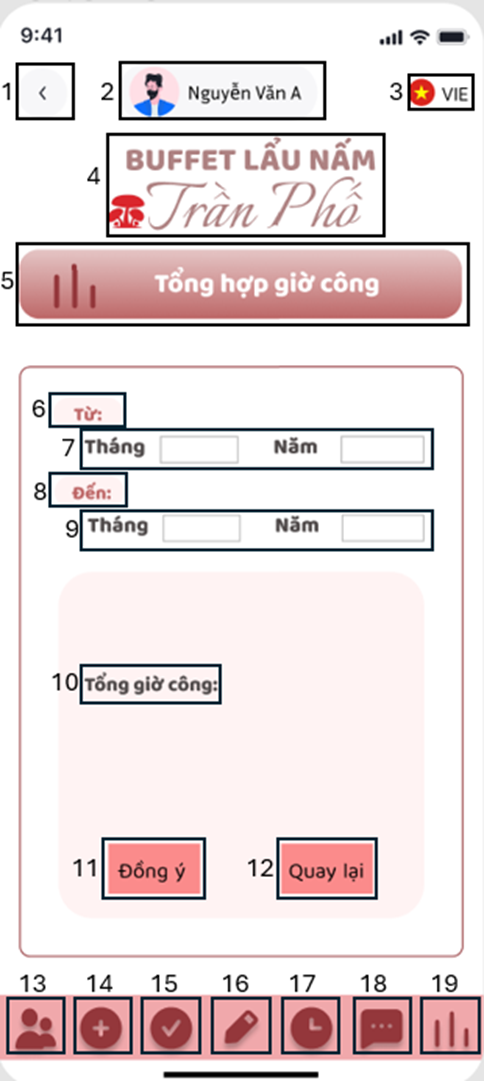 9:41
1
2 Nguyễn Văn A
3 VIE
4 BUFFET LẨU NẤM
Trần Phố
5 Tổng hợp giờ công
6 Từ:
7 Tháng Năm
8 Đến:
9 Tháng Năm
10 Tổng giờ công:
11 Đồng ý 12 Quay lại
13 14 15 16 17 18 19